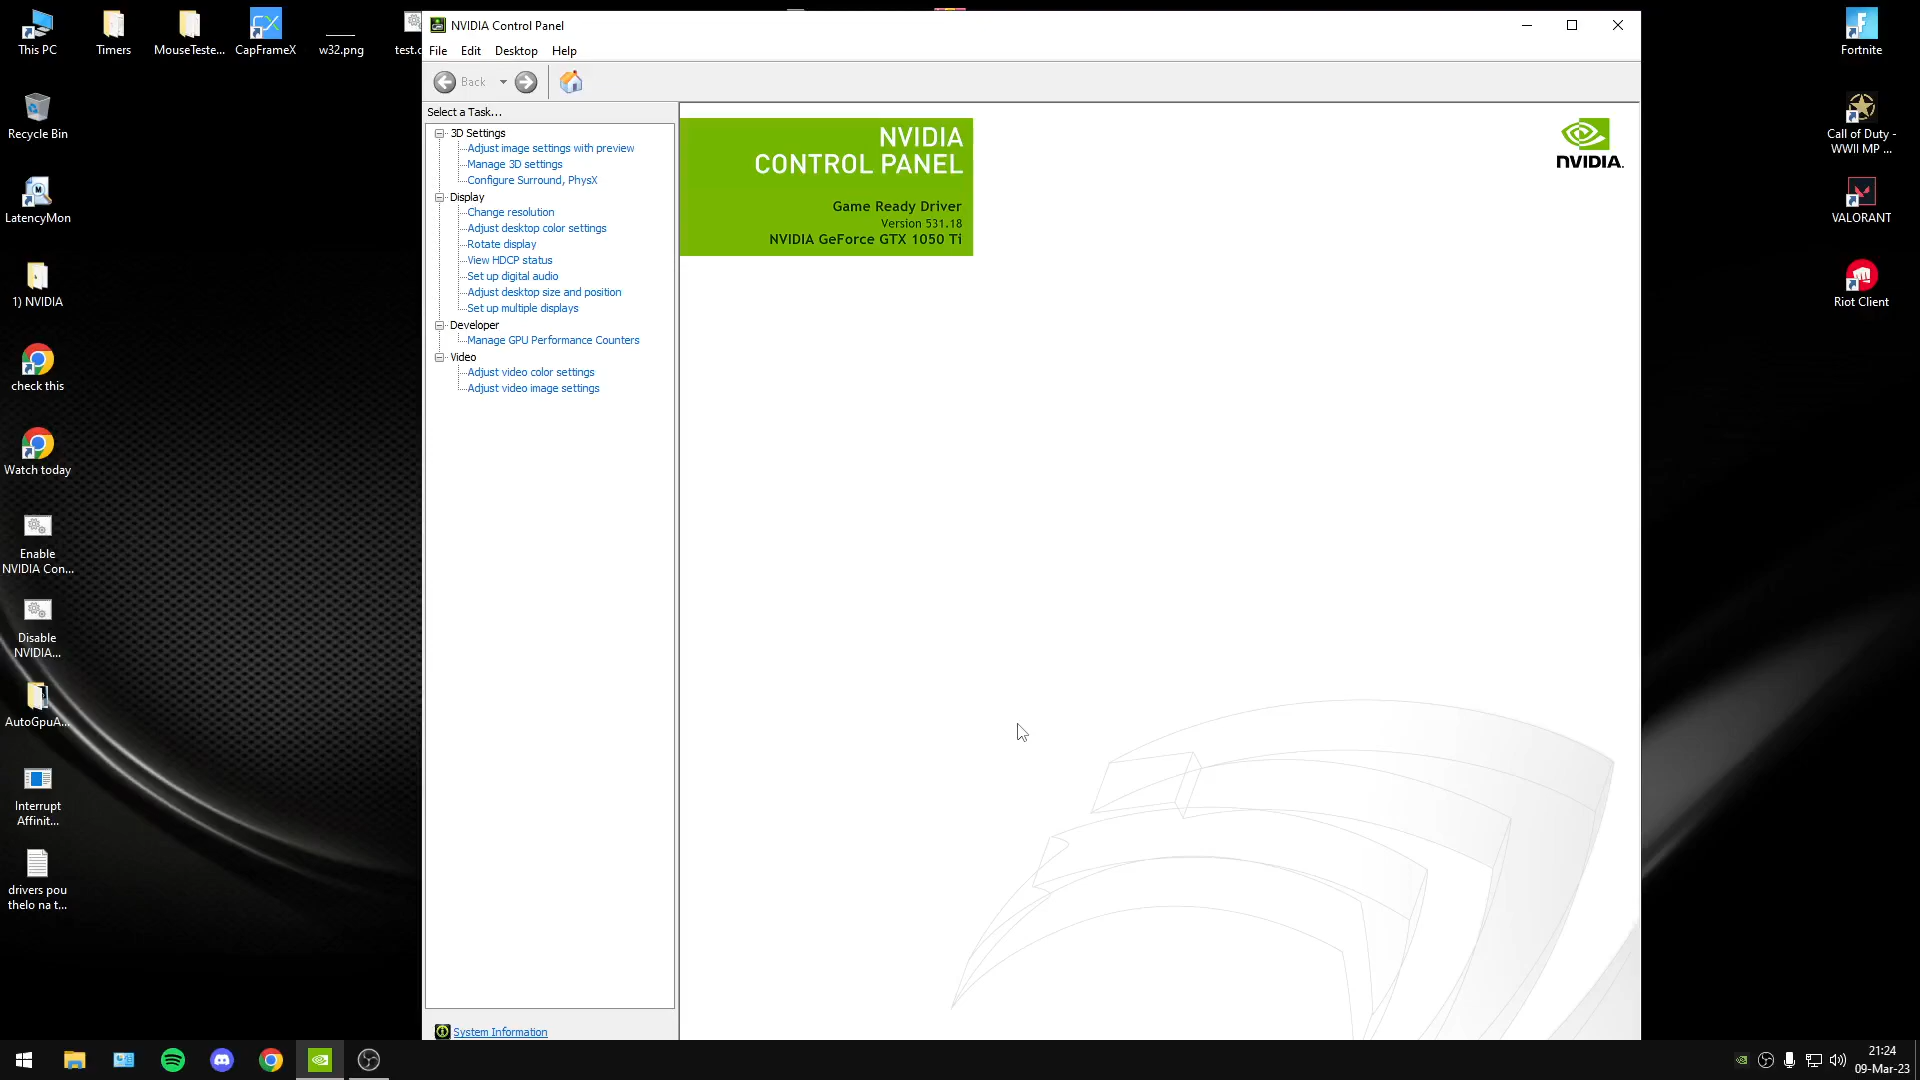 This PC
Timers
MouseTeste...
CapFrameX
w32.png
Recycle Bin
LatencyMon
1) NVIDIA
check this
Watch today
Enable
NVIDIA Con...
Disable
NVIDIA...
AutoGpuA...
Interrupt
Affinit...
drivers pou
thelo na t...
NVIDIA Control Panel
File
Edit
Desktop
Help
Back
Select a Task...
3D Settings
Adjust image settings with preview
Manage 3D settings
Configure Surround, PhysX
Display
Change resolution
Adjust desktop color settings
Rotate display
View HDCP status
Set up digital audio
Adjust desktop size and position
Set up multiple displays
Developer
Manage GPU Performance Counters
Video
Adjust video color settings
Adjust video image settings
System Information
NVIDIA
CONTROL PANEL
Game Ready Driver
Version 531.18
NVIDIA GeForce GTX 1050 Ti
NVIDIA.
Fortnite
Call of Duty -
WWII MP ...
VALORANT
Riot Client
21:24
09-Mar-23